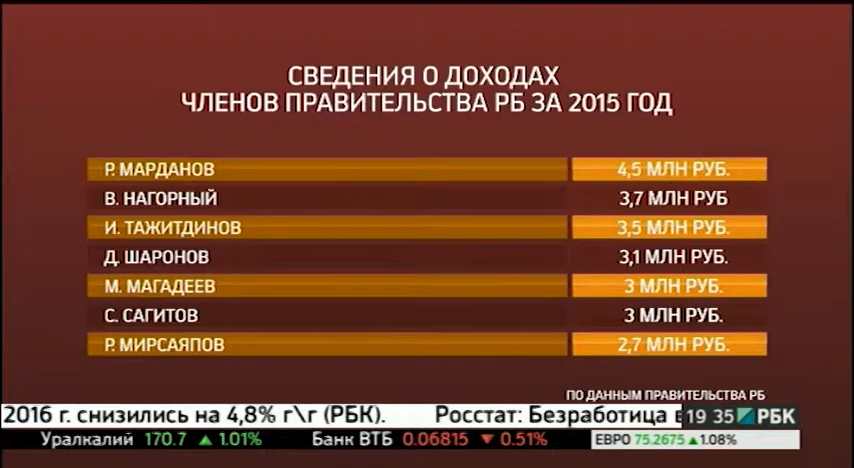 СВЕДЕНИЯ О ДОХОДАХ
ЧЛЕНОВ ПРАВИТЕЛЬСТВА РБ ЗА 2015 ГОД
Р. МАРДАНОВ 4,5 МЛН РУБ.
В. НАГОРНЫЙ 3,7 МЛН РУБ
И. ТАЖИТДИНОВ 3,5 МЛН РУБ.
Д. ШАРОНОВ 3,1 МЛН РУБ.
М. МАГАДЕЕВ 3 МЛН РУБ.
С. САГИТОВ 3 МЛН РУБ.
Р. МИРСАЯПОВ 2,7 МЛН РУБ.
ПО ДАННЫМ ПРАВИТЕЛЬСТВА РБ
2016 г. снизились на 4,8% г\г (РБК). Росстат: Безработица в 19 35 РБК
Уралкалий 170.7 ▲ 1.01% Банк ВТБ 0.06815 ▼ 0.51% ЕВРО 75.2675 ▲ 1.08%